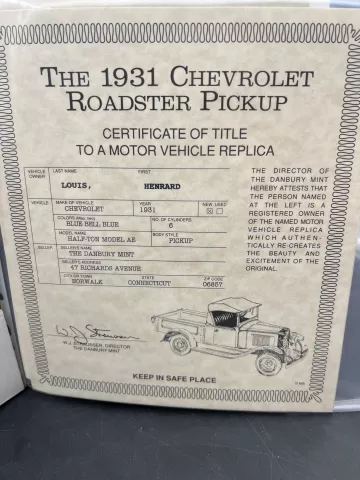 THE 1931 CHEVROLET
ROADSTER PICKUP
CERTIFICATE OF TITLE
TO A MOTOR VEHICLE REPLICA
VEHICLE OWNER LAST NAME FIRST
LOUIS, HENRARD
VEHICLE MAKE OF VEHICLE YEAR NEW USED
CHEVROLET 1931 ☒ ☐
NO. OF CYLINDERS
BLUE BELL BLUE 6
MODEL NAME BODY STYLE
HALF-TON MODEL AE PICKUP
SELLER SELLER'S NAME
THE DANBURY MINT
SELLER'S ADDRESS
47 RICHARDS AVENUE
CITY OR TOWN STATE ZIP CODE
NORWALK CONNECTICUT 06857
THE DIRECTOR OF
THE DANBURY MINT
HEREBY ATTESTS THAT
THE PERSON NAMED
AT THE LEFT IS A
REGISTERED OWNER
OF THE NAMED MOTOR
VEHICLE REPLICA
WHICH AUTHEN-
TICALLY RE-CREATES
THE BEAUTY AND
EXCITEMENT OF THE
ORIGINAL.
W.J. STROUSSER, DIRECTOR
THE DANBURY MINT
KEEP IN SAFE PLACE